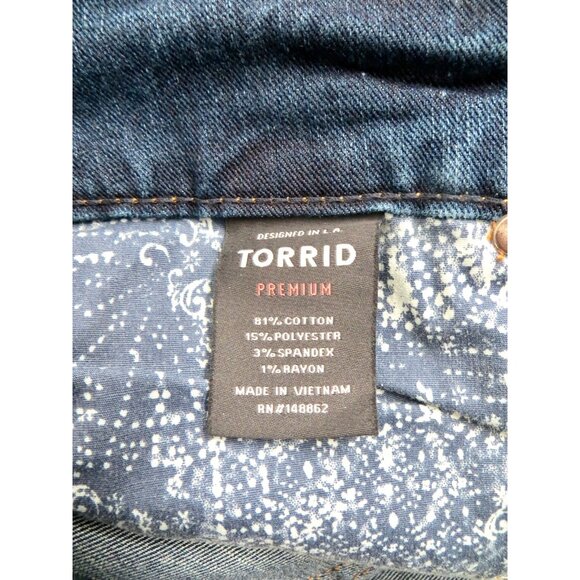 DESIGNED IN L.A.
TORRID
PREMIUM
81% COTTON
15% POLYESTER
3% SPANDEX
1% RAYON
MADE IN VIETNAM
RN#148862